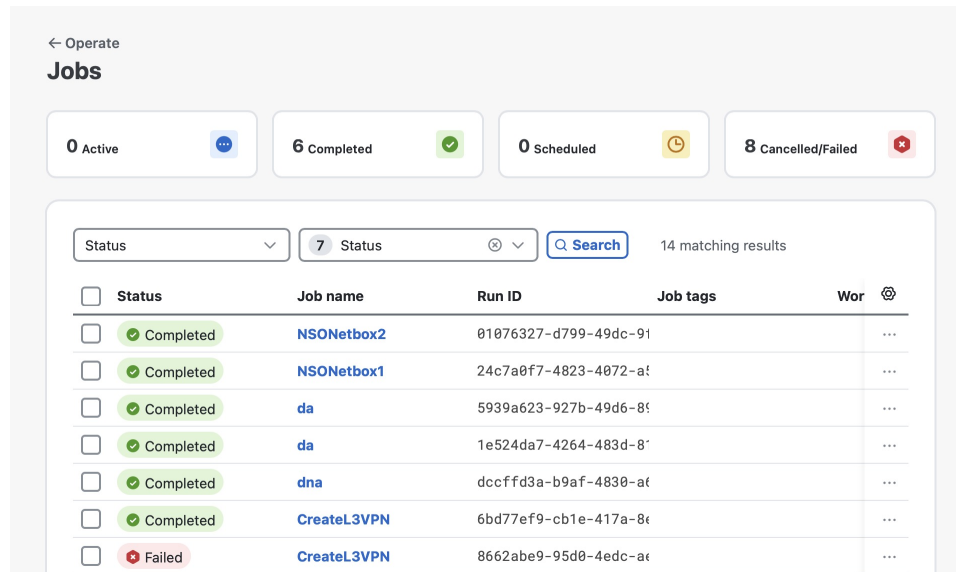 ← Operate
Jobs
0 Active
6 Completed
0 Scheduled
8 Cancelled/Failed
Status
7 Status
Search
14 matching results
Status Job name Run ID Job tags Wor
Completed NSONetbox2 01076327-d799-49dc-9
Completed NSONetbox1 24c7a0f7-4823-4072-a
Completed da 5939a623-927b-49d6-8
Completed da 1e524da7-4264-483d-8
Completed dna dccffd3a-b9af-4830-a
Completed CreateL3VPN 6bd77ef9-cb1e-417a-8
Failed CreateL3VPN 8662abe9-95d0-4edc-a